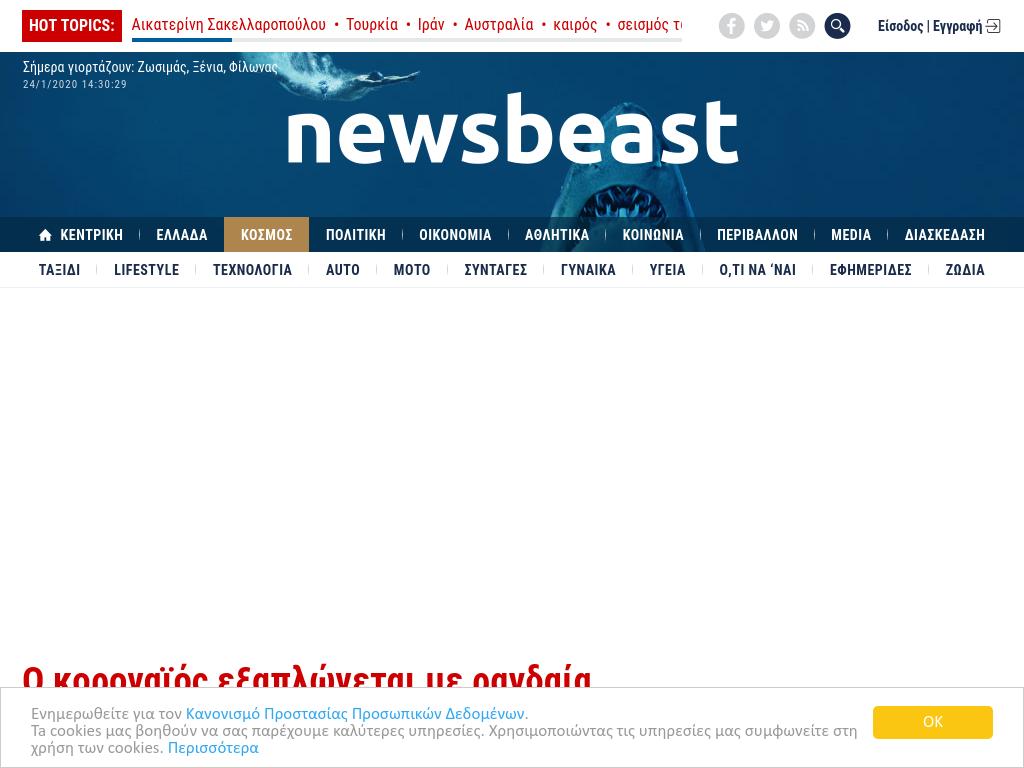 HOT TOPICS:
Αικατερίνη Σακελλαροπούλου • Τουρκία • Ιράν • Αυστραλία • καιρός • σεισμός
Είσοδος | Εγγραφή
Σήμερα γιορτάζουν: Ζωσιμάς, Ξένια, Φίλωνας
24/1/2020 14:30:29
newsbeast
ΚΕΝΤΡΙΚΗ ΕΛΛΑΔΑ ΚΟΣΜΟΣ ΠΟΛΙΤΙΚΗ ΟΙΚΟΝΟΜΙΑ ΑΘΛΗΤΙΚΑ ΚΟΙΝΩΝΙΑ ΠΕΡΙΒΑΛΛΟΝ MEDIA ΔΙΑΣΚΕΔΑΣΗ
ΤΑΞΙΔΙ LIFESTYLE ΤΕΧΝΟΛΟΓΙΑ AUTO ΜΟΤΟ ΣΥΝΤΑΓΕΣ ΓΥΝΑΙΚΑ ΥΓΕΙΑ Ο,ΤΙ ΝΑ ‘ΝΑΙ ΕΦΗΜΕΡΙΔΕΣ ΖΩΔΙΑ
Ο κοροναϊός εξαπλώνεται με ραγδαία
Ενημερωθείτε για τον Κανονισμό Προστασίας Προσωπικών Δεδομένων.
Τα cookies μας βοηθούν να σας παρέχουμε καλύτερες υπηρεσίες. Χρησιμοποιώντας τις υπηρεσίες μας συμφωνείτε στη
χρήση των cookies. Περισσότερα
OK